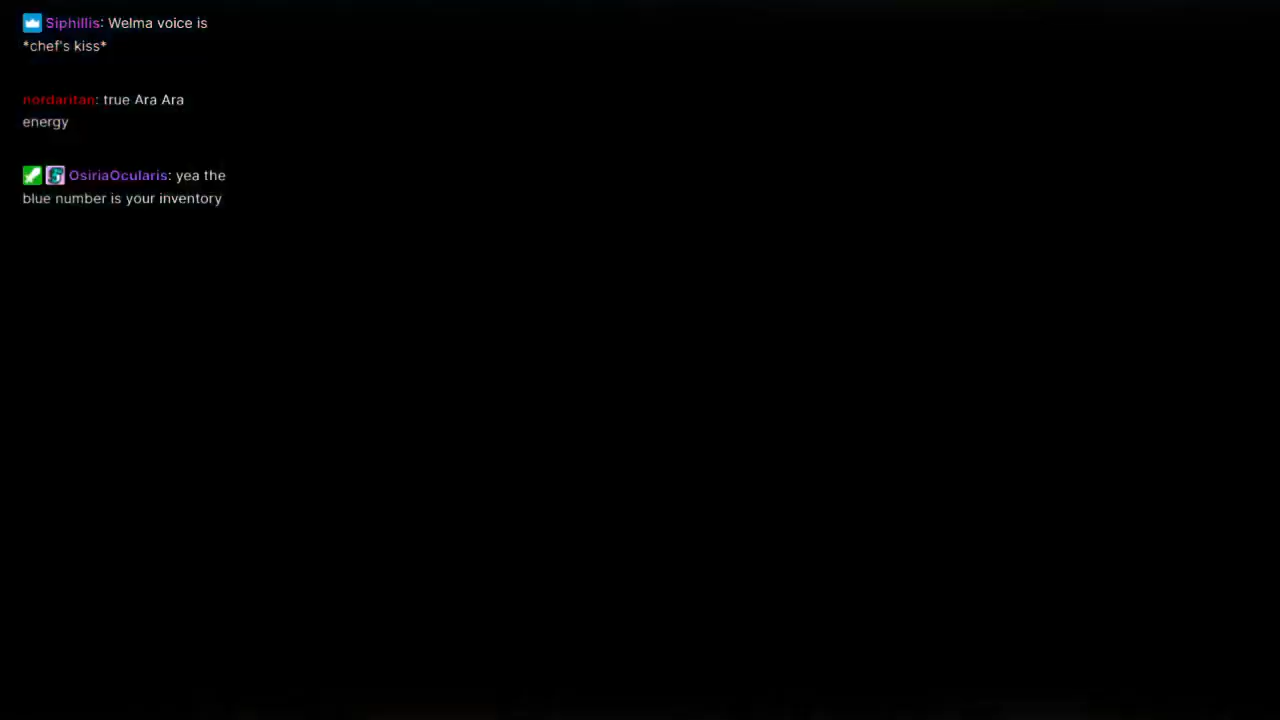 Siphillis: Welma voice is
*chef's kiss*
nordaritan: true Ara Ara
energy
OsiriaOcularis: yea the
blue number is your inventory